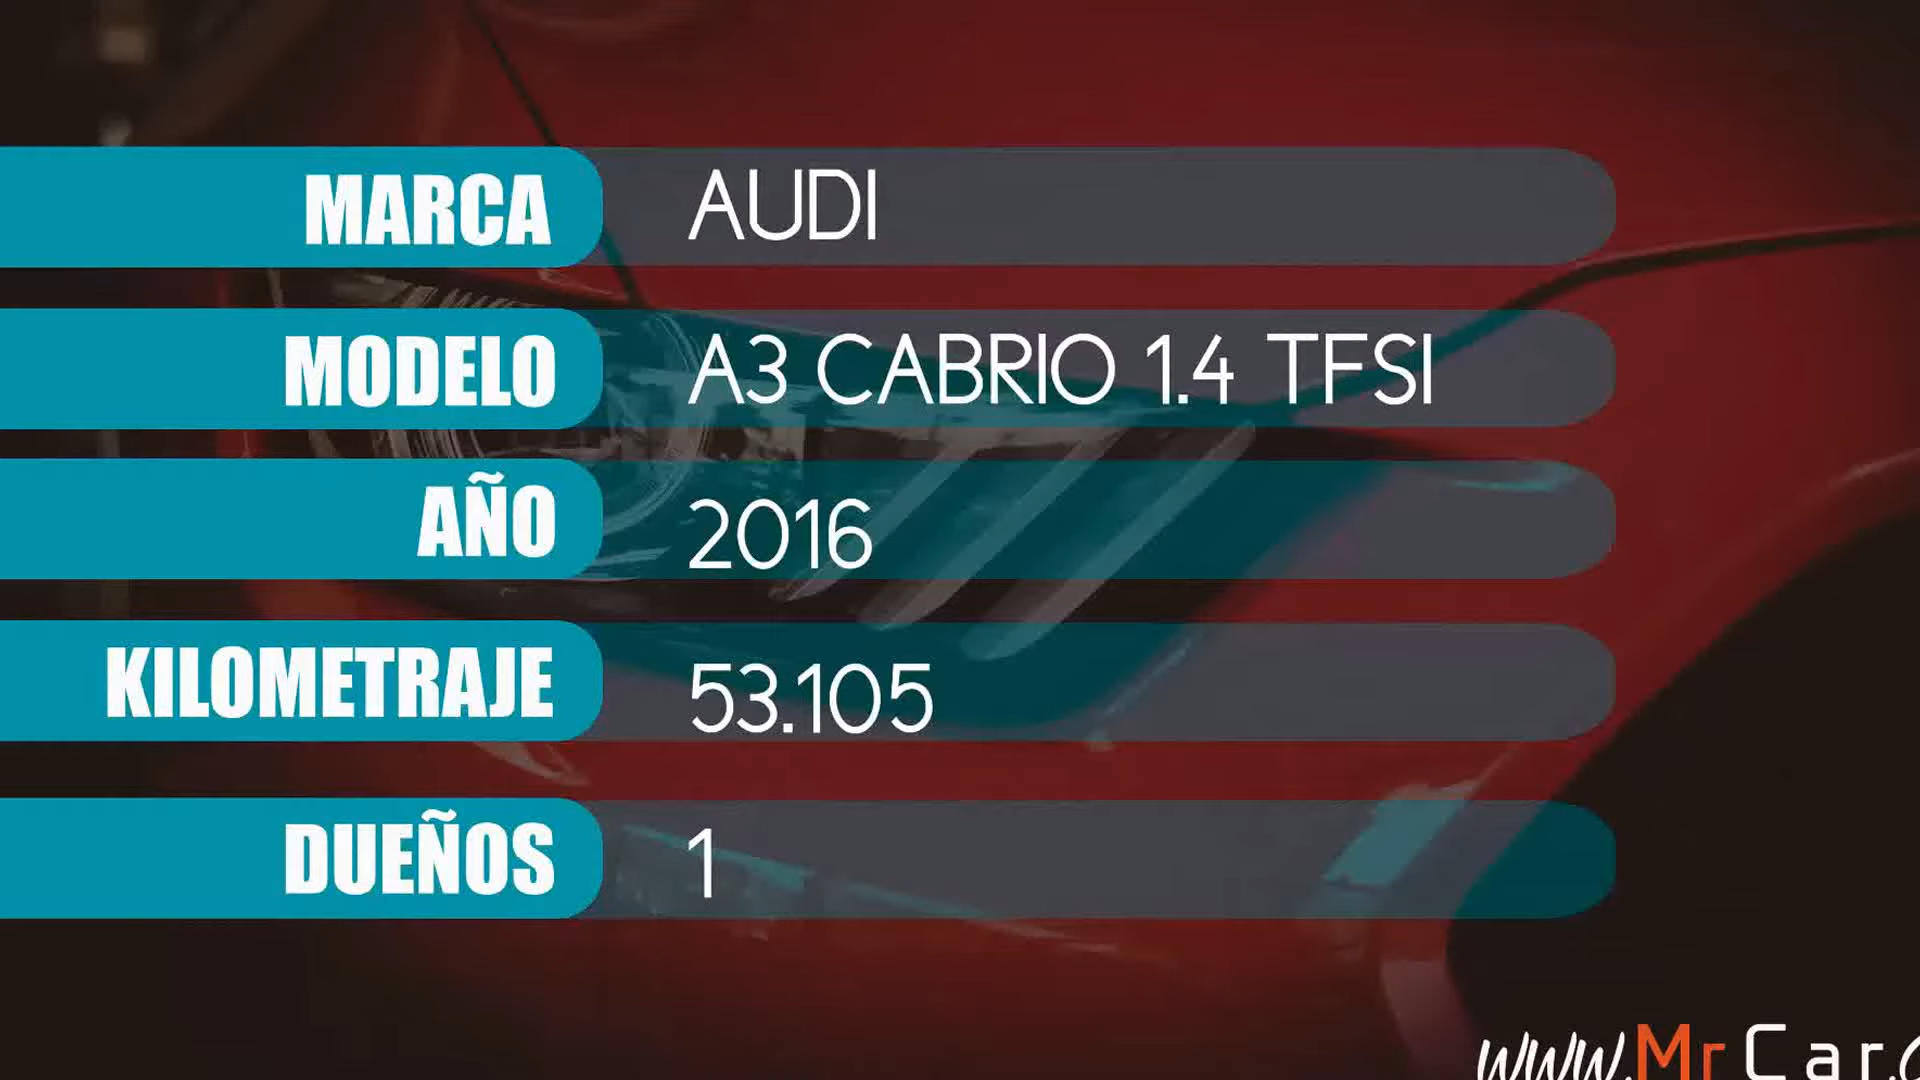 MARCA AUDI
MODELO A3 CABRIO 1.4 TFSI
AÑO 2016
KILOMETRAJE 53.105
DUEÑOS 1
www.MrCar.